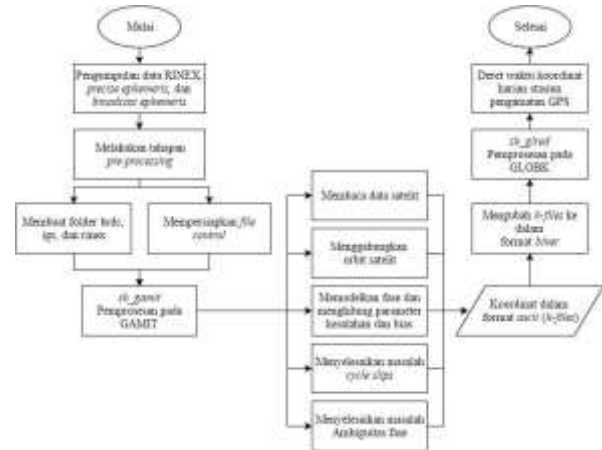 Mulai
Pengumpulan data RINEX,
precise ephemeris, dan
broadcast ephemeris
Melakukan tahapan
pre-processing
Membuat folder brdc,
igs, dan rinex
Mempersiapkan file
control
sh_gamit
Pemprosesan pada
GAMIT
Membaca data satelit
Menggabungkan
orbit satelit
Memodelkan fase dan
menghitung parameter
kesalahan dan bias
Menyelesaikan masalah
cycle slips
Menyelesaikan masalah
Ambiguitas fase
Koordinat dalam
format ascii (h-files)
Mengubah h-files ke
dalam
format biner
sh_glred
Pemprosesan pada
GLOBK
Deret waktu koordinat
harian stasiun
pengamatan GPS
Selesai